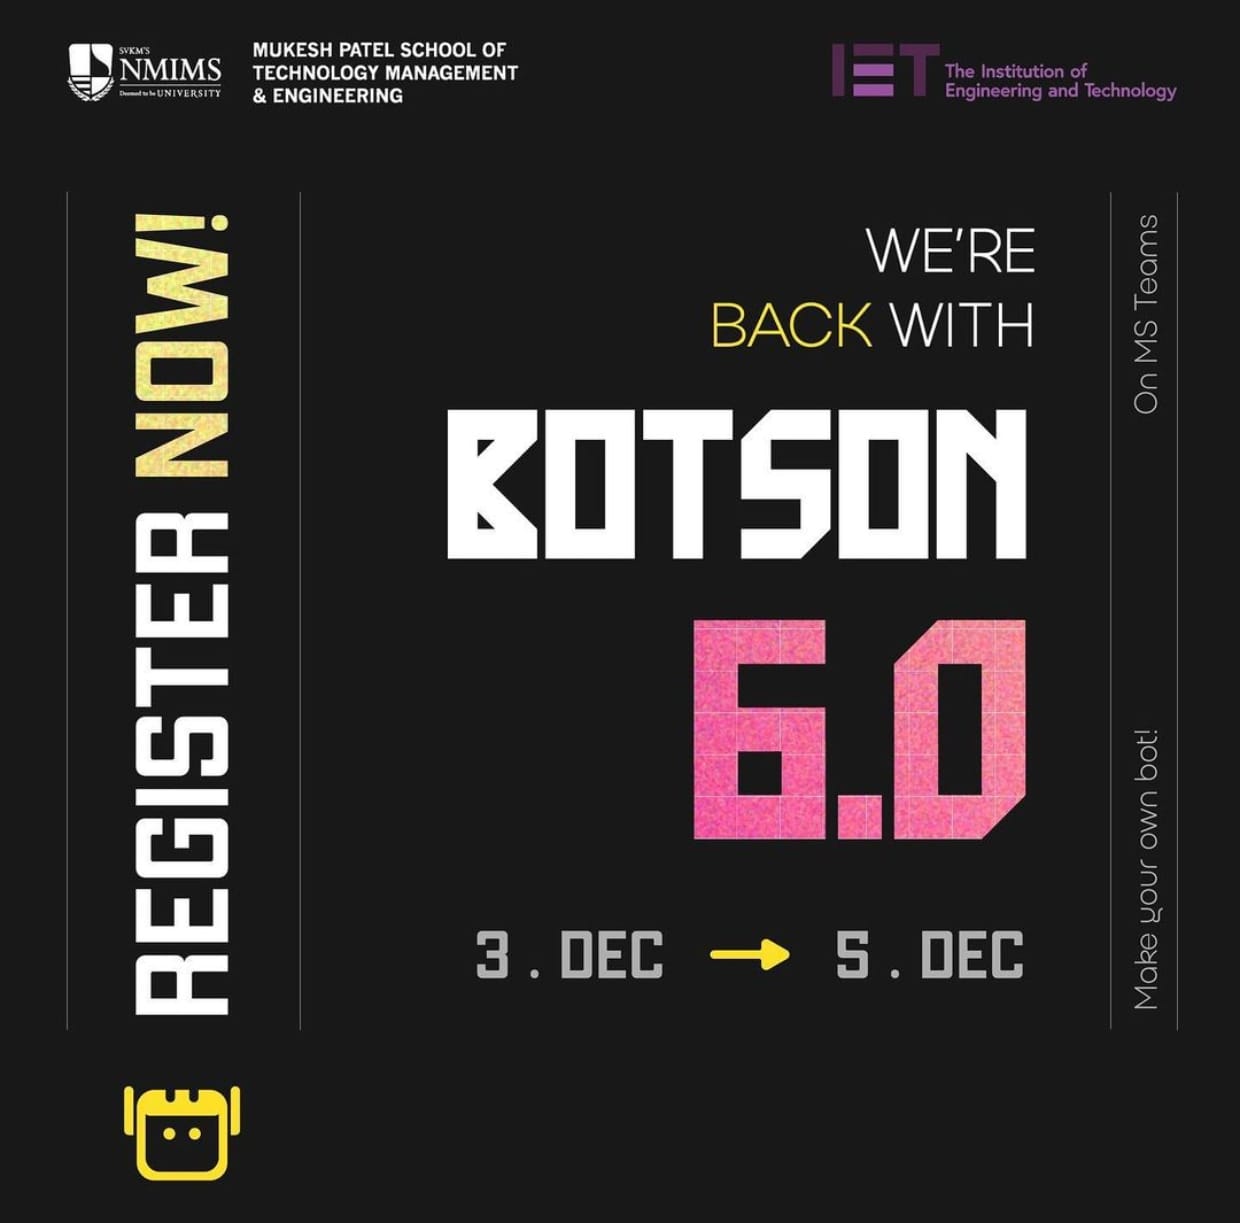 SVKM'S
NMIMS
Deemed to be UNIVERSITY
MUKESH PATEL SCHOOL OF
TECHNOLOGY MANAGEMENT
& ENGINEERING
IET
The Institution of
Engineering and Technology
REGISTER NOW!
WE'RE
BACK WITH
BOTSON
6.0
3 . DEC → 5 . DEC
On MS Teams
Make your own bot!